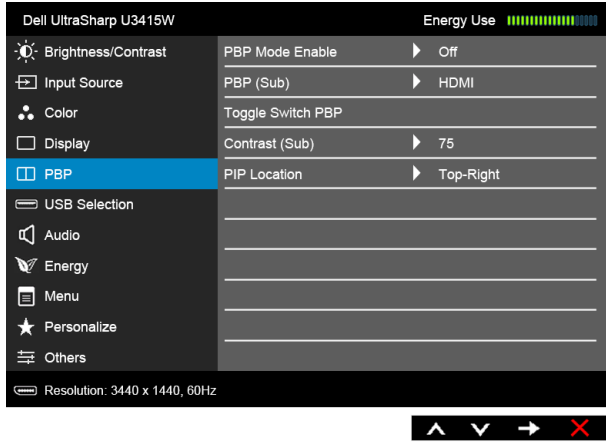 Dell UltraSharp U3415W Energy Use
Brightness/Contrast PBP Mode Enable Off
Input Source PBP (Sub) HDMI
Color Toggle Switch PBP
Display Contrast (Sub) 75
PBP PIP Location Top-Right
USB Selection
Audio
Energy
Menu
Personalize
Others
Resolution: 3440 x 1440, 60Hz